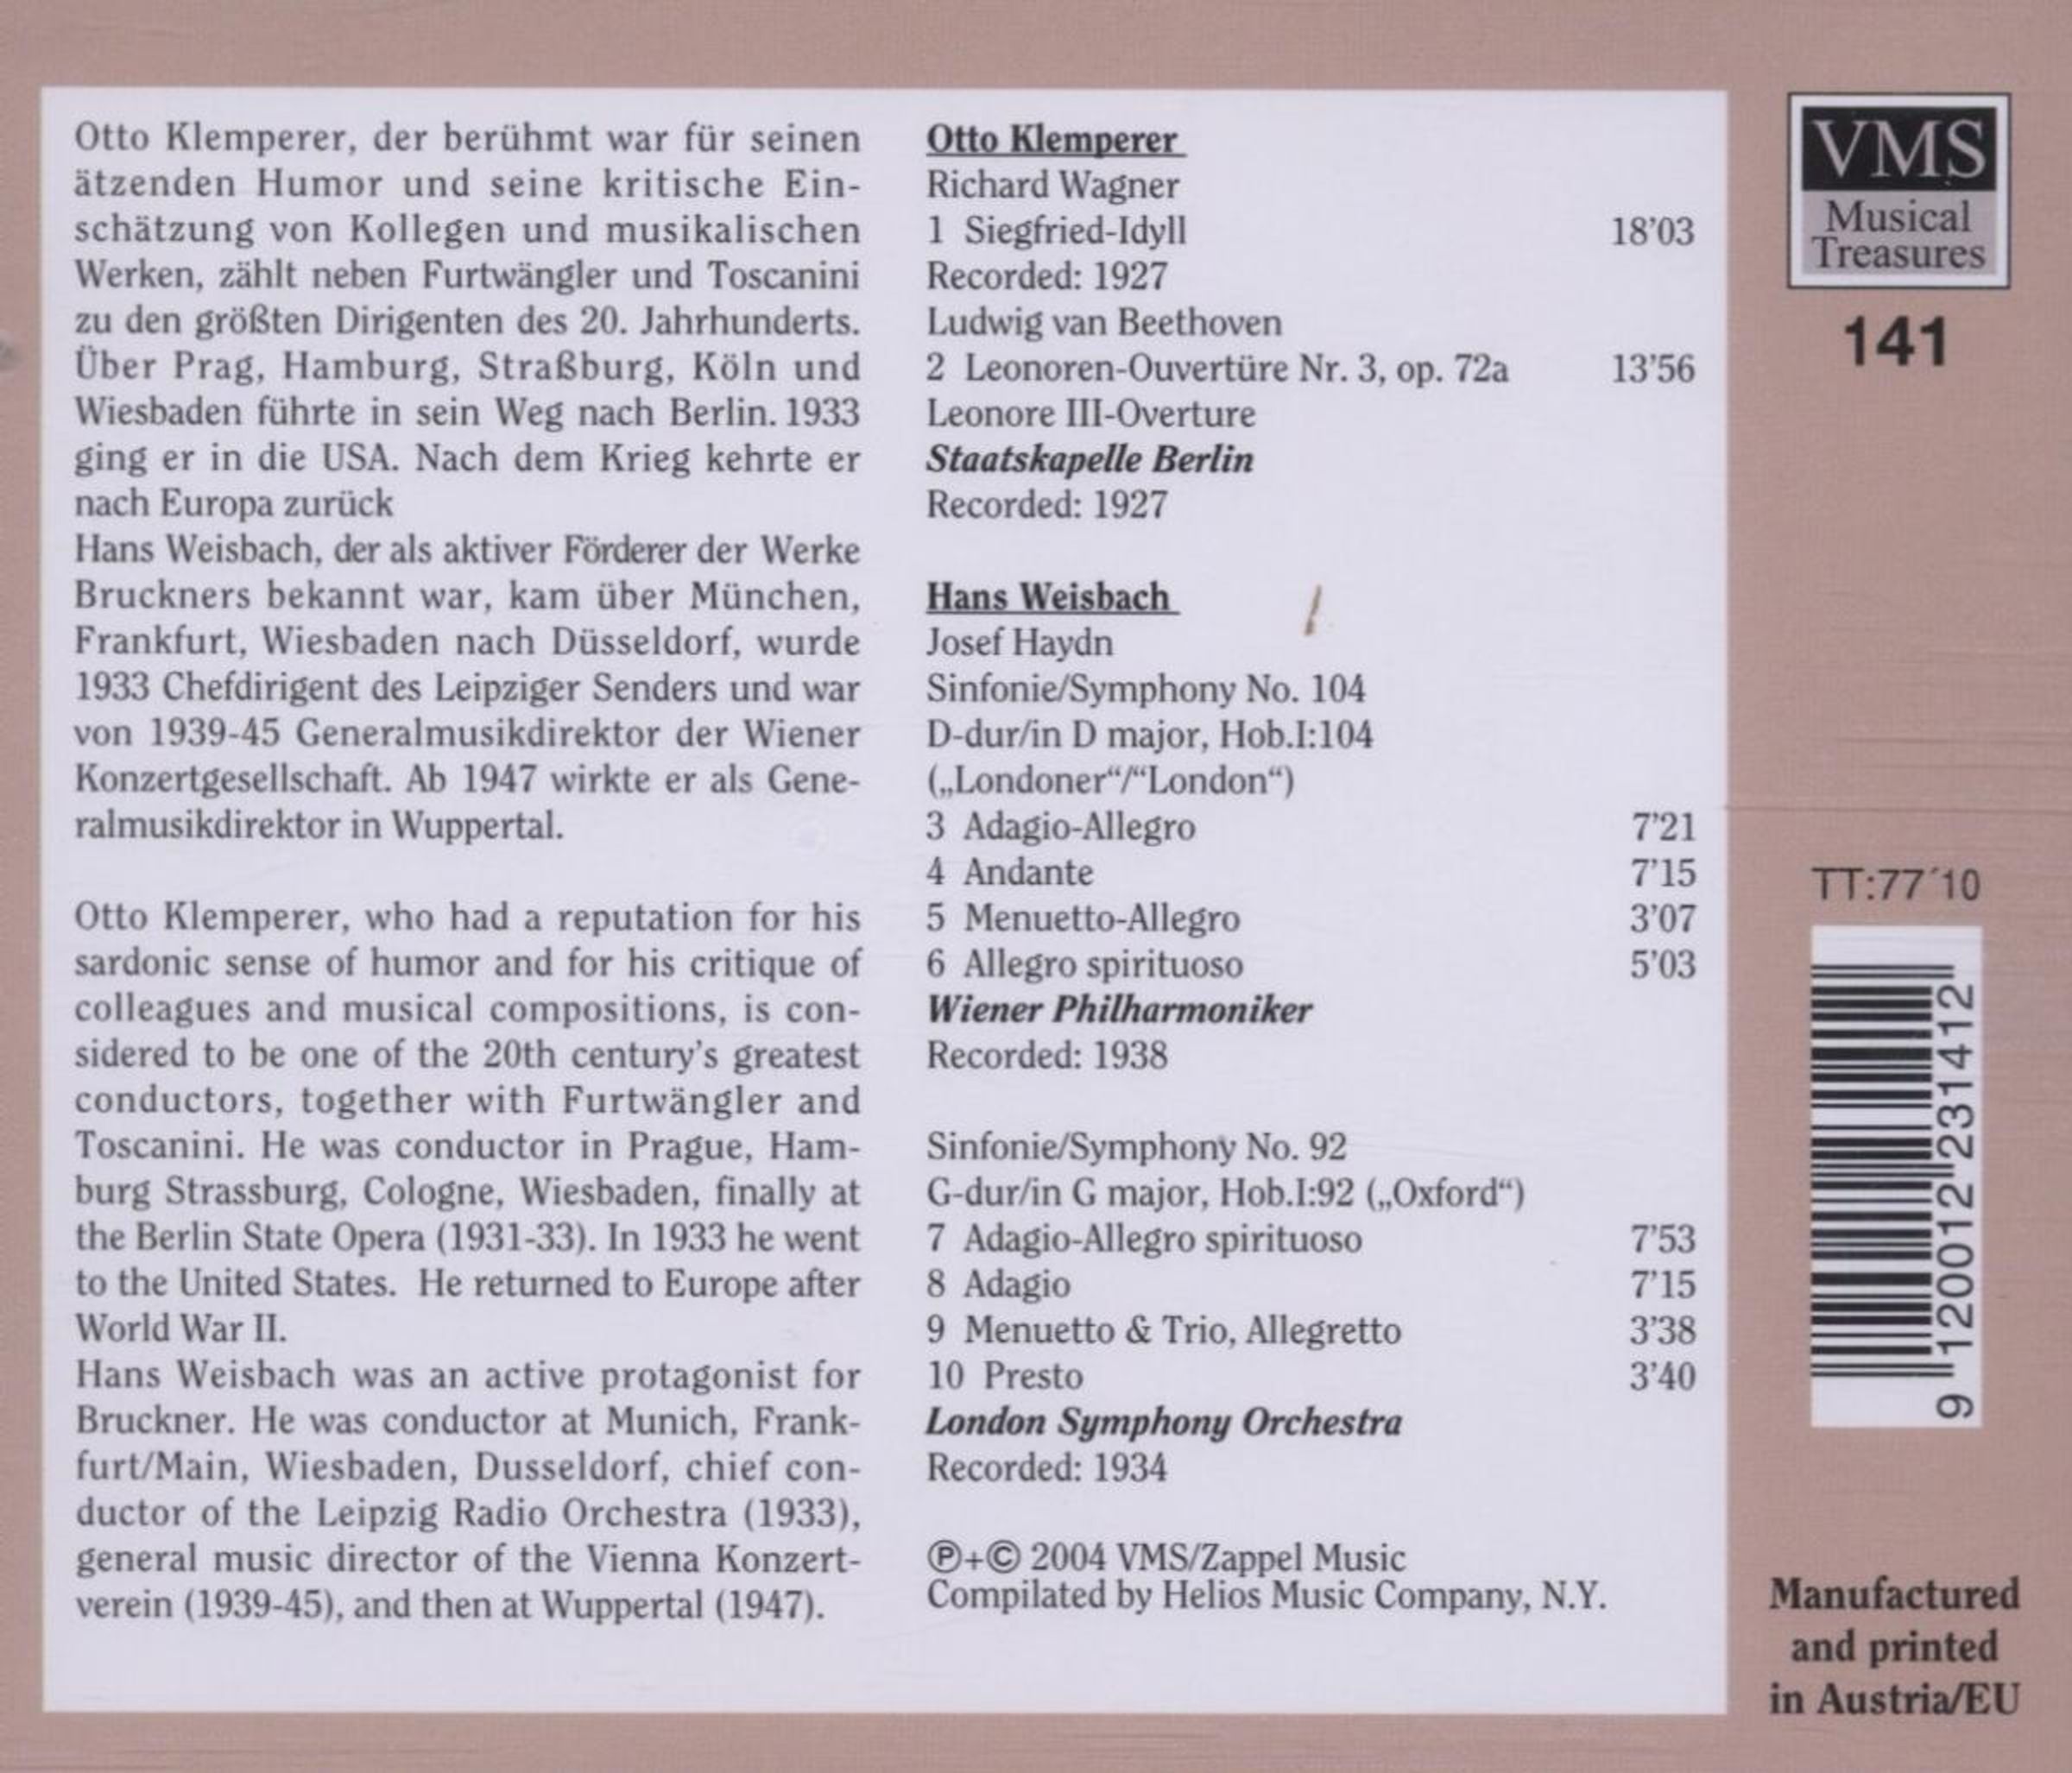 Otto Klemperer, der berühmt war für seinen
ätzenden Humor und seine kritische Ein-
schätzung von Kollegen und musikalischen
Werken, zählt neben Furtwängler und Toscanini
zu den größten Dirigenten des 20. Jahrhunderts.
Über Prag, Hamburg, Straßburg, Köln und
Wiesbaden führte in sein Weg nach Berlin. 1933
ging er in die USA. Nach dem Krieg kehrte er
nach Europa zurück
Hans Weisbach, der als aktiver Förderer der Werke
Bruckners bekannt war, kam über München,
Frankfurt, Wiesbaden nach Düsseldorf, wurde
1933 Chefdirigent des Leipziger Senders und war
von 1939-45 Generalmusikdirektor der Wiener
Konzertgesellschaft. Ab 1947 wirkte er als Gene-
ralmusikdirektor in Wuppertal.
Otto Klemperer, who had a reputation for his
sardonic sense of humor and for his critique of
colleagues and musical compositions, is con-
sidered to be one of the 20th century's greatest
conductors, together with Furtwängler and
Toscanini. He was conductor in Prague, Ham-
burg Strassburg, Cologne, Wiesbaden, finally at
the Berlin State Opera (1931-33). In 1933 he went
to the United States. He returned to Europe after
World War II.
Hans Weisbach was an active protagonist for
Bruckner. He was conductor at Munich, Frank-
furt/Main, Wiesbaden, Dusseldorf, chief con-
ductor of the Leipzig Radio Orchestra (1933),
general music director of the Vienna Konzert-
verein (1939-45), and then at Wuppertal (1947).
Otto Klemperer
Richard Wagner
1 Siegfried-Idyll 18'03
Recorded: 1927
Ludwig van Beethoven
2 Leonoren-Ouvertüre Nr. 3, op. 72a 13'56
Leonore III-Overture
Staatskapelle Berlin
Recorded: 1927
Hans Weisbach
Josef Haydn
Sinfonie/Symphony No. 104
D-dur/in D major, Hob.I:104
(„Londoner“/“London“)
3 Adagio-Allegro 7'21
4 Andante 7'15
5 Menuetto-Allegro 3'07
6 Allegro spirituoso 5'03
Wiener Philharmoniker
Recorded: 1938
Sinfonie/Symphony No. 92
G-dur/in G major, Hob.I:92 („Oxford“)
7 Adagio-Allegro spirituoso 7'53
8 Adagio 7'15
9 Menuetto & Trio, Allegretto 3'38
10 Presto 3'40
London Symphony Orchestra
Recorded: 1934
℗+© 2004 VMS/Zappel Music
Compilated by Helios Music Company, N.Y.
VMS
Musical
Treasures
141
TT:77´10
9 120012 231412
Manufactured
and printed
in Austria/EU